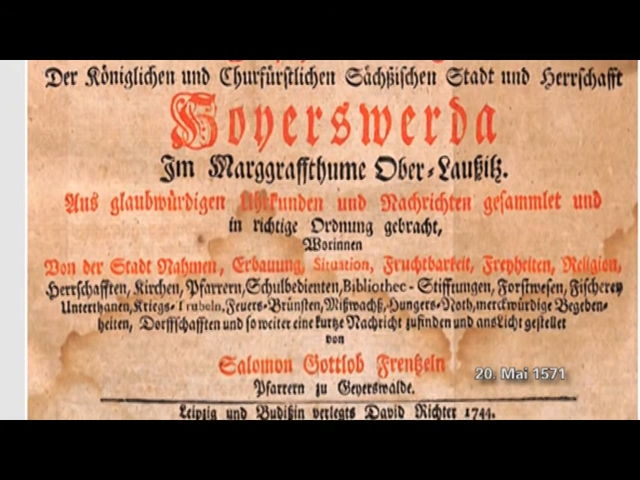 Der Königlichen und Churfürstlichen Sächßischen Stadt und Herrschafft
Hoyerswerda
Im Marggraffthume Ober-Laußitz.
Aus glaubwürdigen Uhrkunden und Nachrichten gesammlet und
in richtige Ordnung gebracht,
Worinnen
Von der Stadt Nahmen, Erbauung, Situation, Fruchtbarkeit, Freyheiten, Religion,
Herrschafften, Kirchen, Pfarrern, Schulbedienten, Bibliothec-Stifftungen, Forstwesen, Fischerey
Unterthanen, Kriegs-Trubeln, Feuers-Brünsten, Mißwachß, Hungers-Noth, merckwürdige Begeben-
heiten, Dorffschafften und so weiter eine kurtze Nachricht zufinden und ans Licht gestellet
von
Salomon Gottlob Frentzeln
20. Mai 1571
Pfarrern zu Geyerswalde.
Leipzig und Budißin verlegts David Richter 1744.